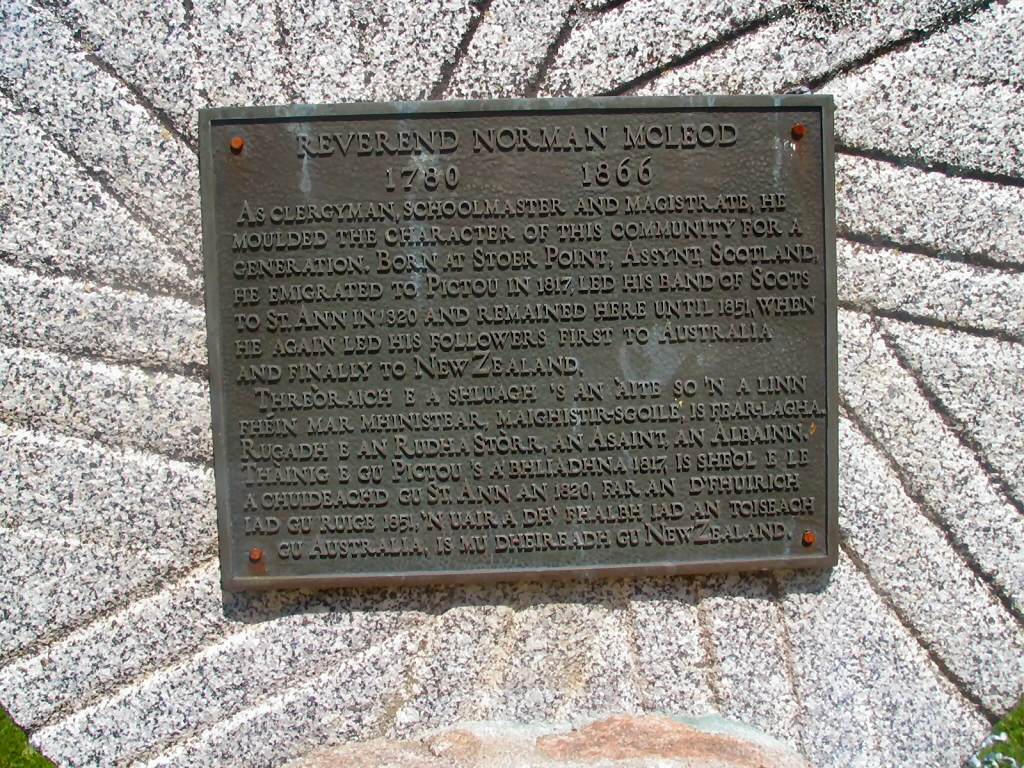 REVEREND NORMAN MCLEOD
1780 1866
AS CLERGYMAN, SCHOOLMASTER AND MAGISTRATE, HE
MOULDED THE CHARACTER OF THIS COMMUNITY FOR A
GENERATION. BORN AT STOER POINT, ASSYNT, SCOTLAND,
HE EMIGRATED TO PICTOU IN 1817, LED HIS BAND OF SCOTS
TO ST. ANN IN 1820 AND REMAINED HERE UNTIL 1851, WHEN
HE AGAIN LED HIS FOLLOWERS FIRST TO AUSTRALIA
AND FINALLY TO NEW ZEALAND.
THREÒRAICH E A SHLUAGH 'S AN 'ÀITE SO 'N A LINN
FHÉIN MAR MHINISTEAR, MAIGHISTIR-SGOILE, IS FEAR-LAGHA.
RUGADH E AN RUDHA STÒRR, AN ASAINT, AN ALBAINN.
THÀINIG E GU PICTOU 'S A' BHLIADHNA 1817, IS SHEÒL E LE
A CHUIDEACHD GU ST. ANN AN 1820, FAR AN D'FHUIRICH
IAD GU RUIGE 1851, 'N UAIR A DH' FHALBH IAD AN TOISEACH
GU AUSTRALIA, IS MU DHEIREADH GU NEW ZEALAND.